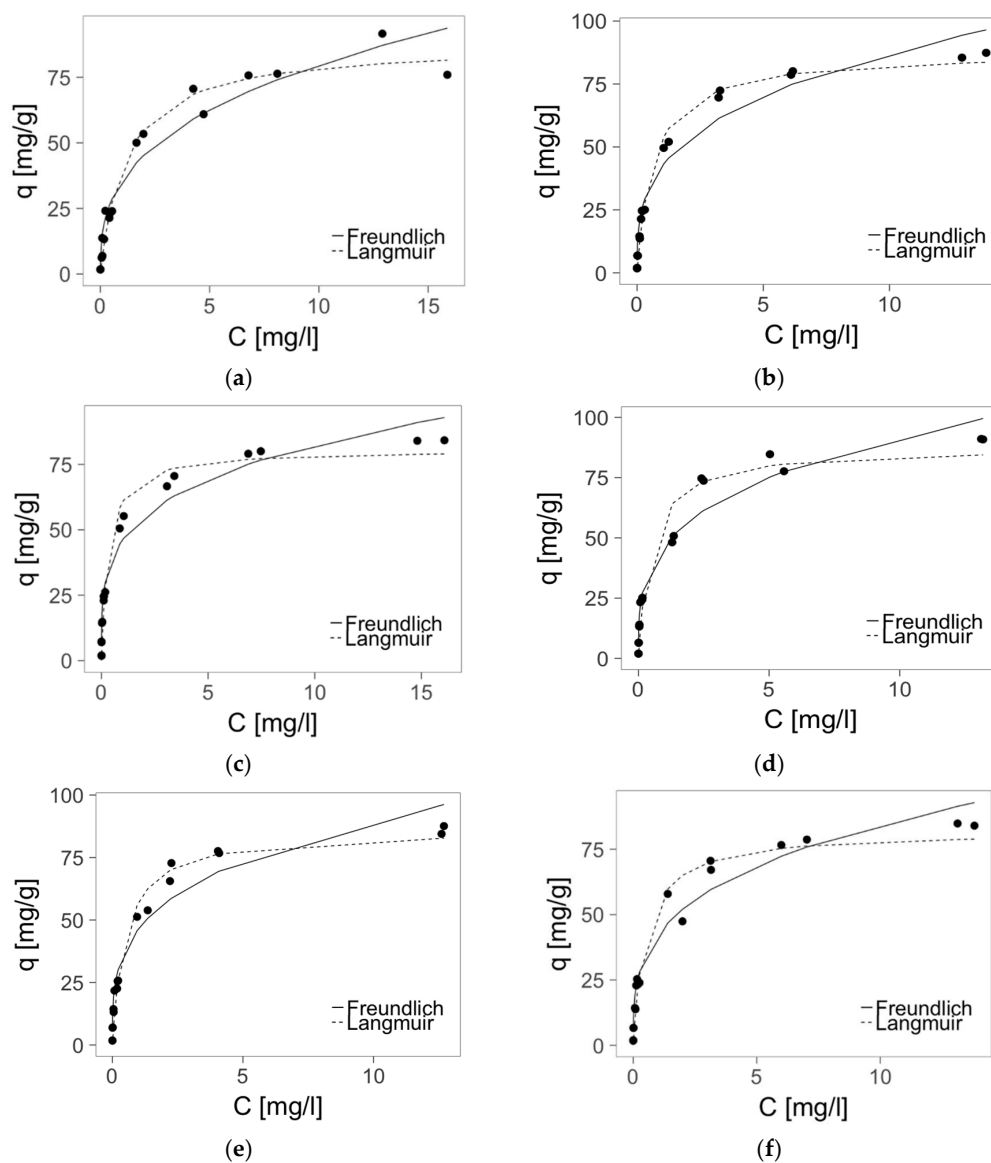 75
50
25
0
q [mg/g]
Freundlich
Langmuir
0 5 10 15
C [mg/l]
(a)
100
75
50
25
0
q [mg/g]
Freundlich
Langmuir
0 5 10
C [mg/l]
(b)
75
50
25
0
q [mg/g]
Freundlich
Langmuir
0 5 10 15
C [mg/l]
(c)
100
75
50
25
0
q [mg/g]
Freundlich
Langmuir
0 5 10
C [mg/l]
(d)
100
75
50
25
0
q [mg/g]
Freundlich
Langmuir
0 5 10
C [mg/l]
(e)
75
50
25
0
q [mg/g]
Freundlich
Langmuir
0 5 10
C [mg/l]
(f)